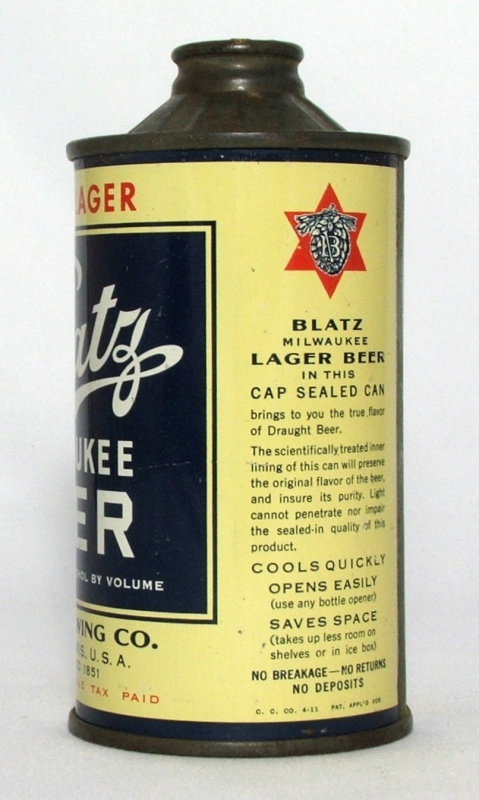 AGER
atz
UKEE
ER
HOL BY VOLUME
WING CO.
IS., U.S.A.
1851
E TAX PAID
B
BLATZ
MILWAUKEE
LAGER BEER
IN THIS
CAP SEALED CAN
brings to you the true flavor
of Draught Beer.
The scientifically treated inner
lining of this can will preserve
the original flavor of the beer,
and insure its purity. Light
cannot penetrate nor impair
the sealed-in quality of this
product.
COOLS QUICKLY
OPENS EASILY
(use any bottle opener)
SAVES SPACE
(takes up less room on
shelves or in ice box)
NO BREAKAGE—NO RETURNS
NO DEPOSITS
C. C. CO. 4-11 PAT. APPL'D FOR